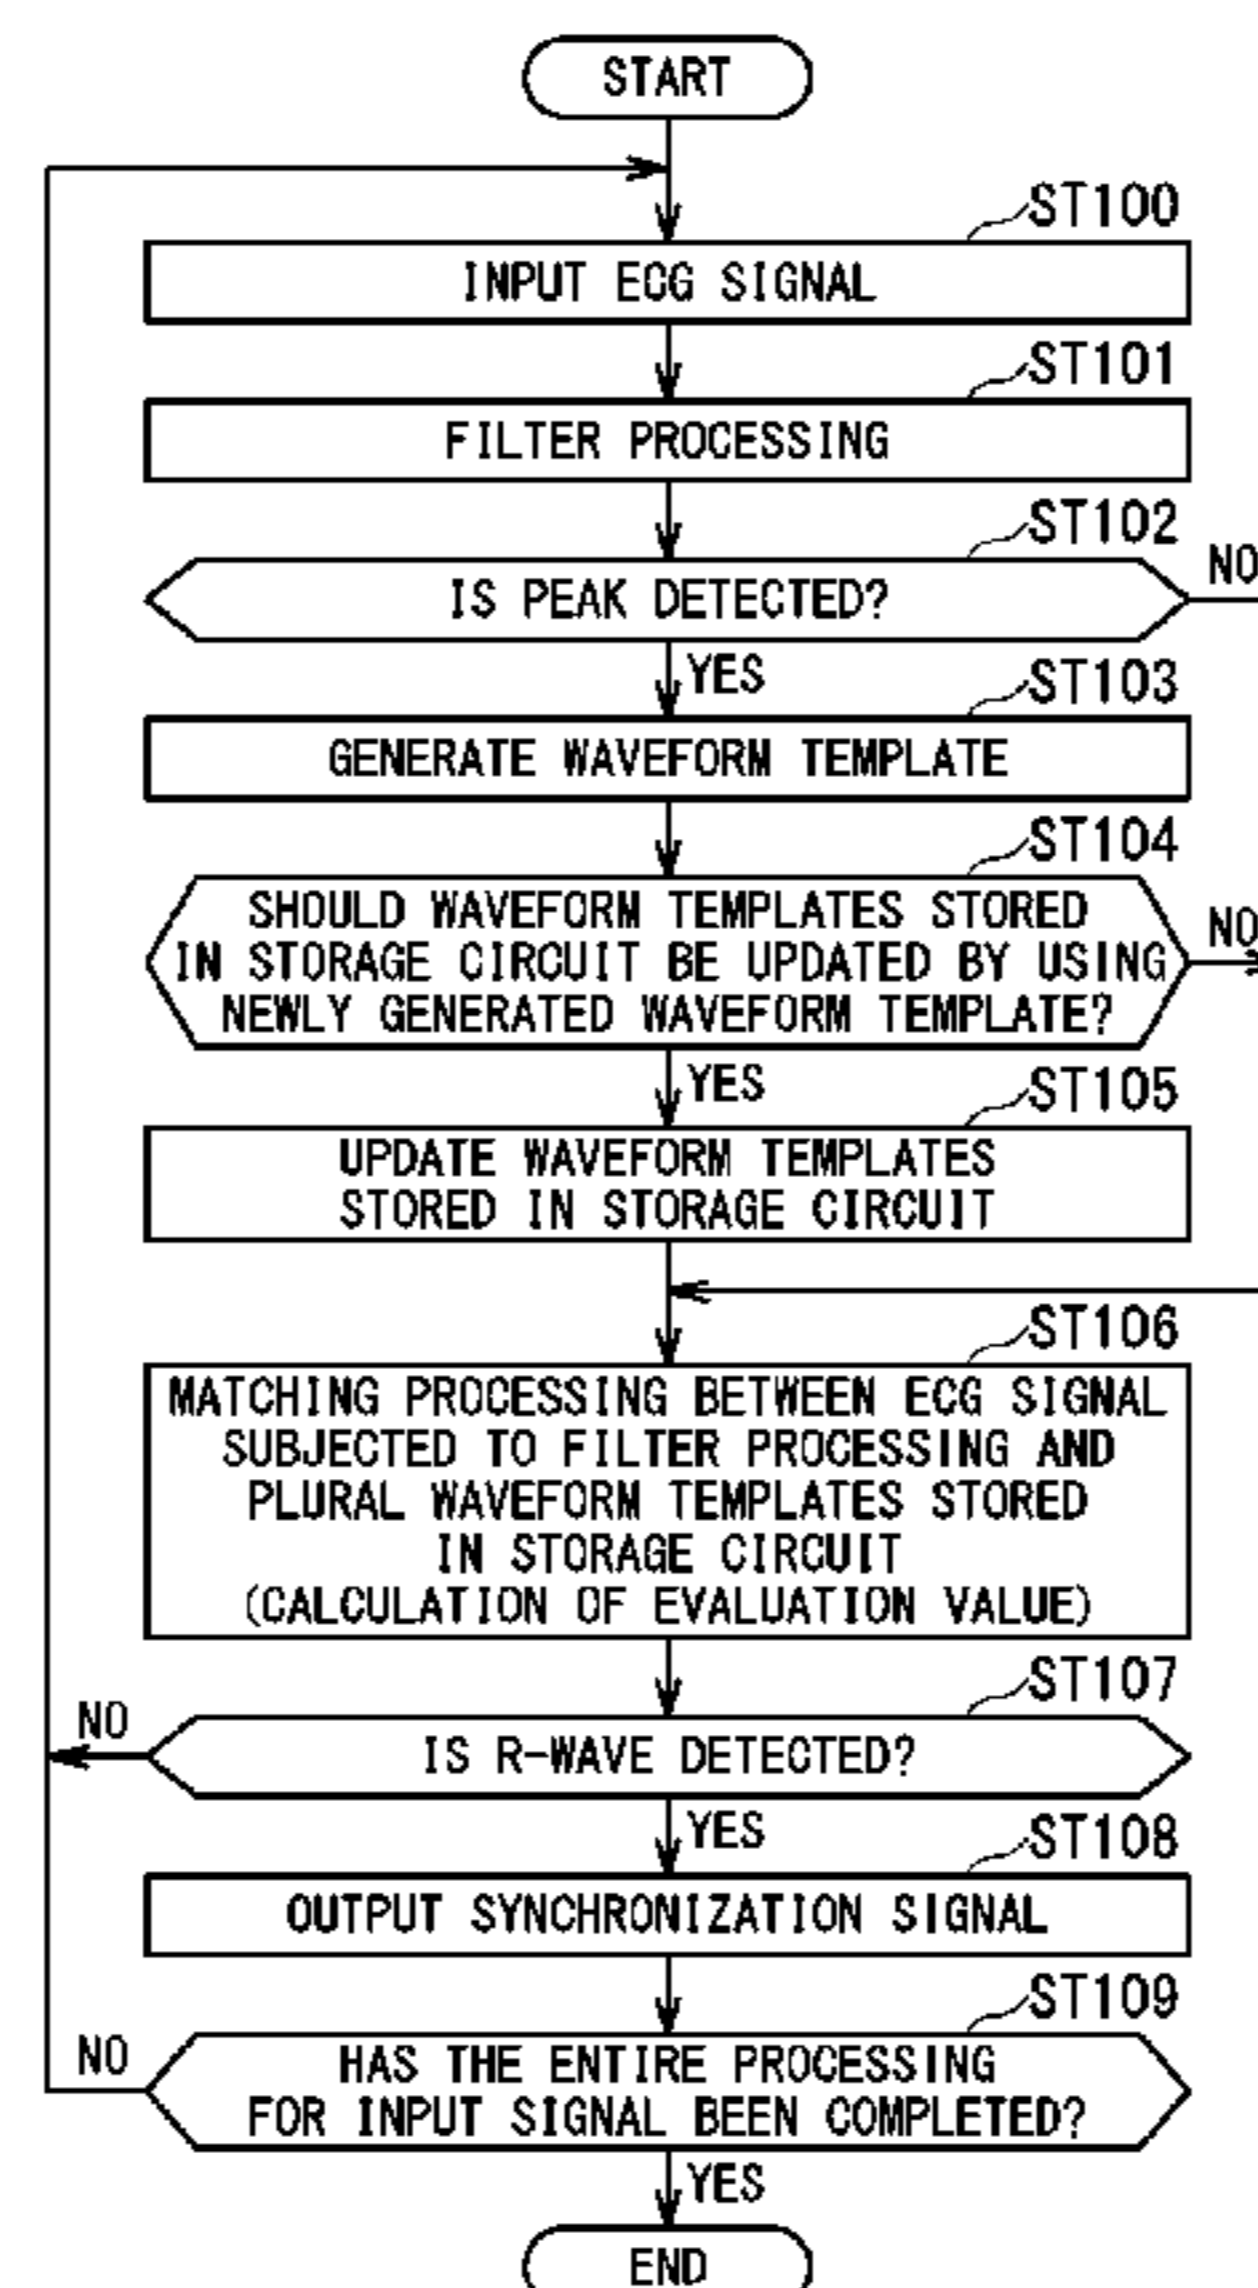 START
ST100
INPUT ECG SIGNAL
ST101
FILTER PROCESSING
ST102
IS PEAK DETECTED?
NO
YES
ST103
GENERATE WAVEFORM TEMPLATE
ST104
SHOULD WAVEFORM TEMPLATES STORED
IN STORAGE CIRCUIT BE UPDATED BY USING
NEWLY GENERATED WAVEFORM TEMPLATE?
NO
YES
ST105
UPDATE WAVEFORM TEMPLATES
STORED IN STORAGE CIRCUIT
ST106
MATCHING PROCESSING BETWEEN ECG SIGNAL
SUBJECTED TO FILTER PROCESSING AND
PLURAL WAVEFORM TEMPLATES STORED
IN STORAGE CIRCUIT
(CALCULATION OF EVALUATION VALUE)
ST107
NO
IS R-WAVE DETECTED?
YES
ST108
OUTPUT SYNCHRONIZATION SIGNAL
ST109
NO
HAS THE ENTIRE PROCESSING
FOR INPUT SIGNAL BEEN COMPLETED?
YES
END